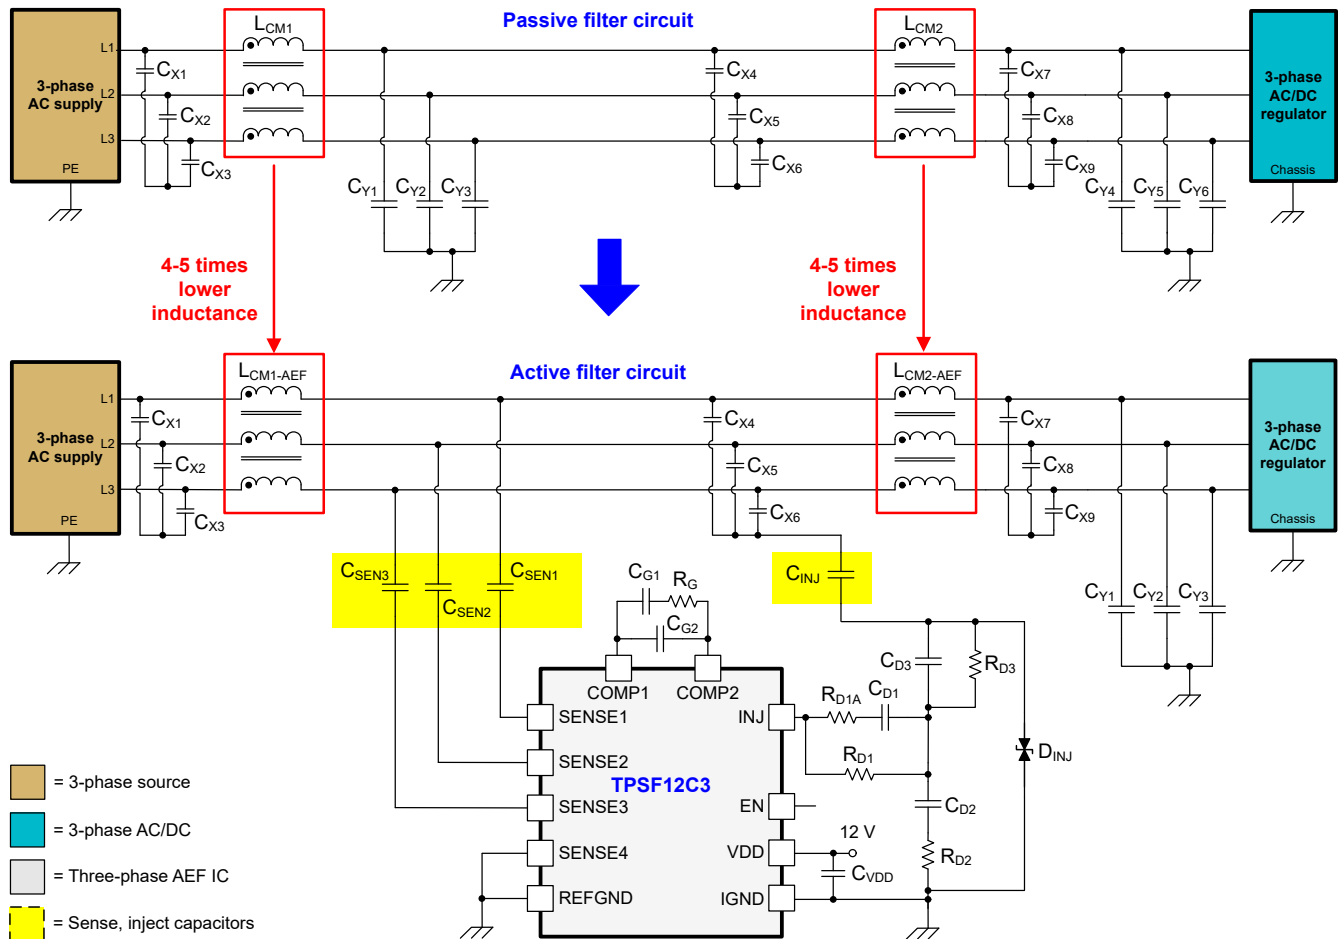 Passive filter circuit
3-phase
AC supply
PE
L1
L2
L3
CX1
CX2
CX3
LCM1
CY1
CY2
CY3
CX4
CX5
CX6
LCM2
CX7
CX8
CX9
CY4
CY5
CY6
3-phase
AC/DC
regulator
Chassis
4-5 times
lower
inductance
4-5 times
lower
inductance
Active filter circuit
3-phase
AC supply
PE
L1
L2
L3
CX1
CX2
CX3
LCM1-AEF
CX4
CX5
CX6
LCM2-AEF
CX7
CX8
CX9
3-phase
AC/DC
regulator
Chassis
CSEN3
CSEN2
CSEN1
CINJ
CY1
CY2
CY3
CG1
RG
CG2
COMP1
COMP2
SENSE1
SENSE2
SENSE3
SENSE4
REFGND
TPSF12C3
INJ
EN
VDD
IGND
RD1A
CD1
RD1
CD3
RD3
CD2
RD2
DINJ
12 V
CVDD
= 3-phase source
= 3-phase AC/DC
= Three-phase AEF IC
= Sense, inject capacitors